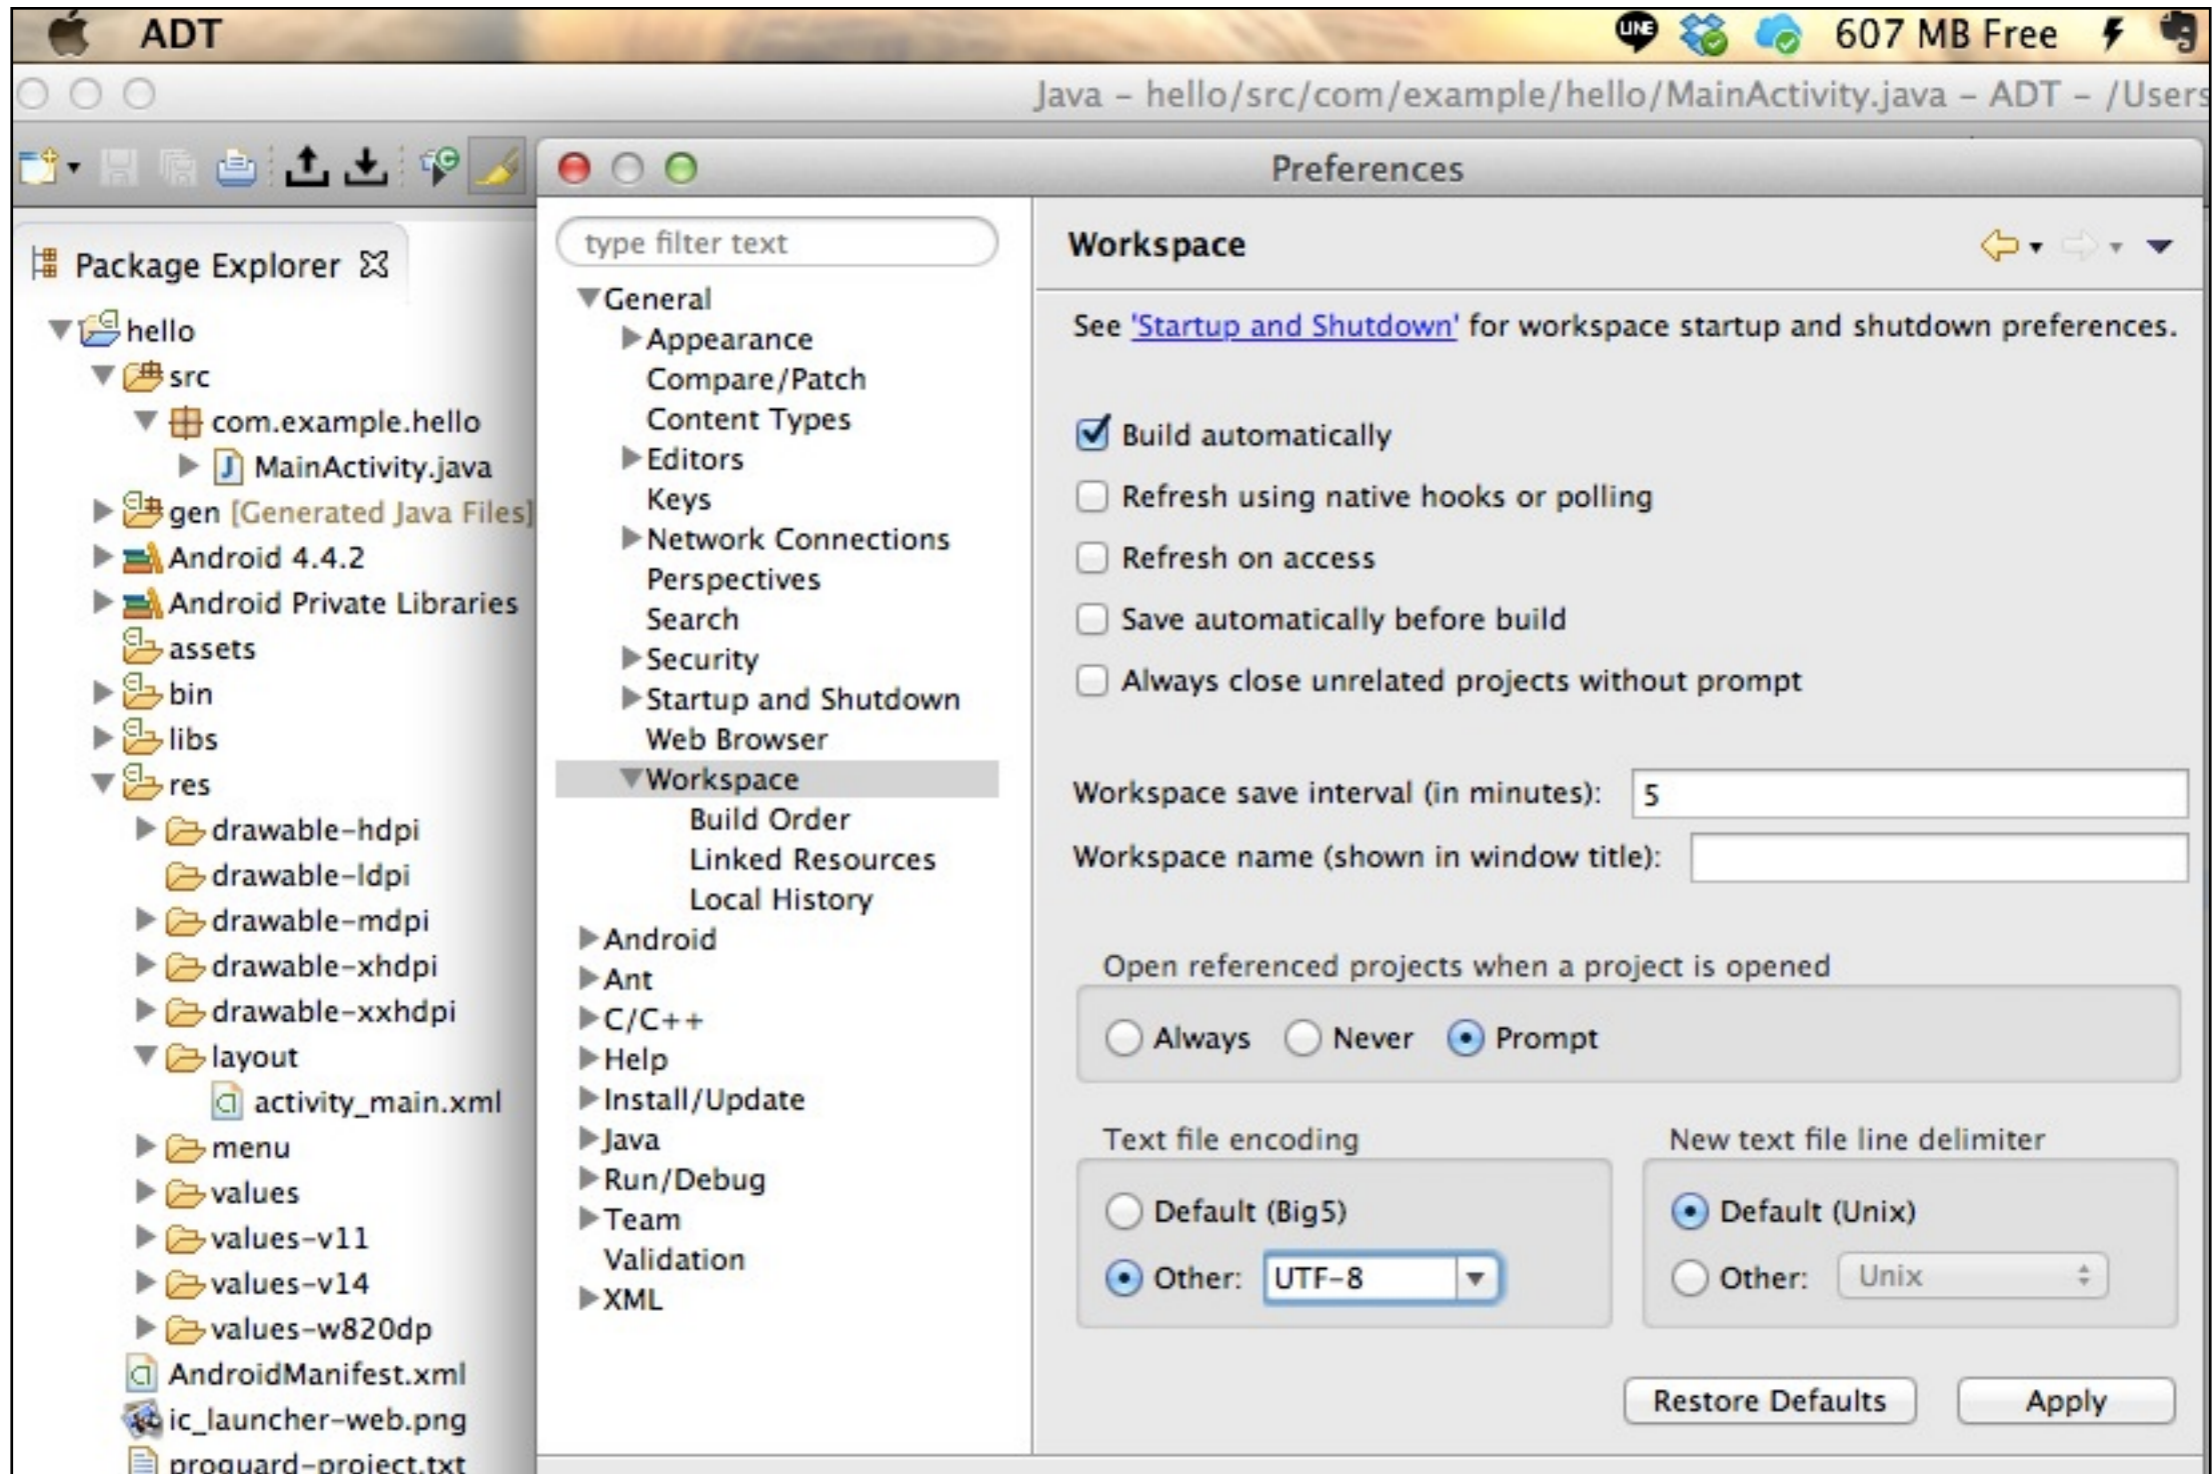 ADT
LINE
607 MB Free
Java – hello/src/com/example/hello/MainActivity.java – ADT – /Users
Preferences
Package Explorer
hello
src
com.example.hello
MainActivity.java
gen [Generated Java Files]
Android 4.4.2
Android Private Libraries
assets
bin
libs
res
drawable-hdpi
drawable-ldpi
drawable-mdpi
drawable-xhdpi
drawable-xxhdpi
layout
activity_main.xml
menu
values
values-v11
values-v14
values-w820dp
AndroidManifest.xml
ic_launcher-web.png
proguard-project.txt
type filter text
General
Appearance
Compare/Patch
Content Types
Editors
Keys
Network Connections
Perspectives
Search
Security
Startup and Shutdown
Web Browser
Workspace
Build Order
Linked Resources
Local History
Android
Ant
C/C++
Help
Install/Update
Java
Run/Debug
Team
Validation
XML
Workspace
See 'Startup and Shutdown' for workspace startup and shutdown preferences.
Build automatically
Refresh using native hooks or polling
Refresh on access
Save automatically before build
Always close unrelated projects without prompt
Workspace save interval (in minutes): 5
Workspace name (shown in window title):
Open referenced projects when a project is opened
Always Never Prompt
Text file encoding
Default (Big5)
Other: UTF-8
New text file line delimiter
Default (Unix)
Other: Unix
Restore Defaults Apply